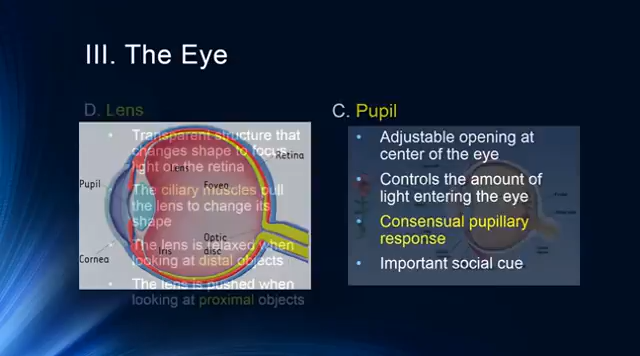 III. The Eye
D. Lens
Transparent structure that
changes shape to focus
light on the retina
The ciliary muscles pull
the lens to change its
shape
The lens is relaxed when
looking at distal objects
The lens is pushed when
looking at proximal objects
Retina
Lens
Pupil
Fovea
Optic
disc
Iris
Cornea
C. Pupil
Adjustable opening at
center of the eye
Controls the amount of
light entering the eye
Consensual pupillary
response
Important social cue